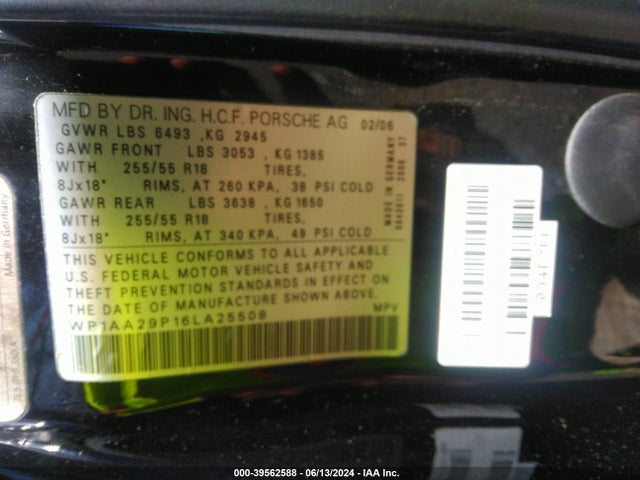 MFD BY DR. ING. H.C.F. PORSCHE AG 02/06
GVWR LBS 6493 , KG 2945
GAWR FRONT LBS 3053 , KG 1385
WITH 255/55 R18 TIRES,
8Jx18" RIMS, AT 260 KPA, 38 PSI COLD
GAWR REAR LBS 3638 , KG 1650
WITH 255/55 R18 TIRES,
8Jx18" RIMS, AT 340 KPA, 49 PSI COLD
THIS VEHICLE CONFORMS TO ALL APPLICABLE
U.S. FEDERAL MOTOR VEHICLE SAFETY AND
THEFT PREVENTION STANDARDS IN EFFECT ON
THE DATE OF MANUFACTURE SHOWN ABOVE.
WP1AA29P16LA25508 MPV
MADE IN GERMANY
Made in Germany
000-39562588 - 06/13/2024 - IAA Inc.